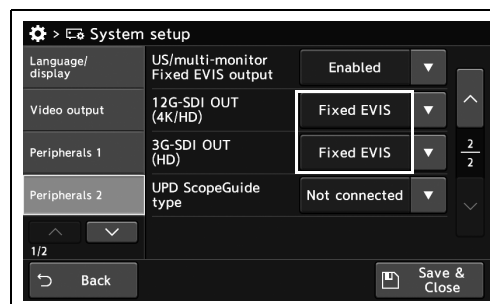 > System setup
Language/
display
US/multi-monitor
Fixed EVIS output
Enabled
Video output
12G-SDI OUT
(4K/HD)
Fixed EVIS
Peripherals 1
3G-SDI OUT
(HD)
Fixed EVIS
2
2
Peripherals 2
UPD ScopeGuide
type
Not connected
1/2
Back
Save &
Close